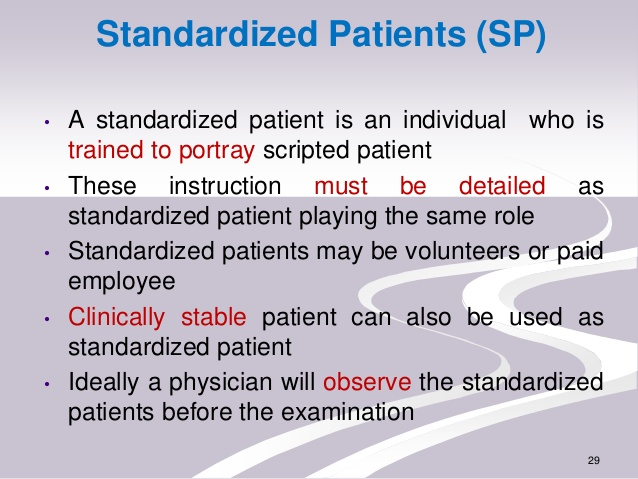 Standardized Patients (SP)
• A standardized patient is an individual who is
trained to portray scripted patient
• These instruction must be detailed as
standardized patient playing the same role
• Standardized patients may be volunteers or paid
employee
• Clinically stable patient can also be used as
standardized patient
• Ideally a physician will observe the standardized
patients before the examination
29